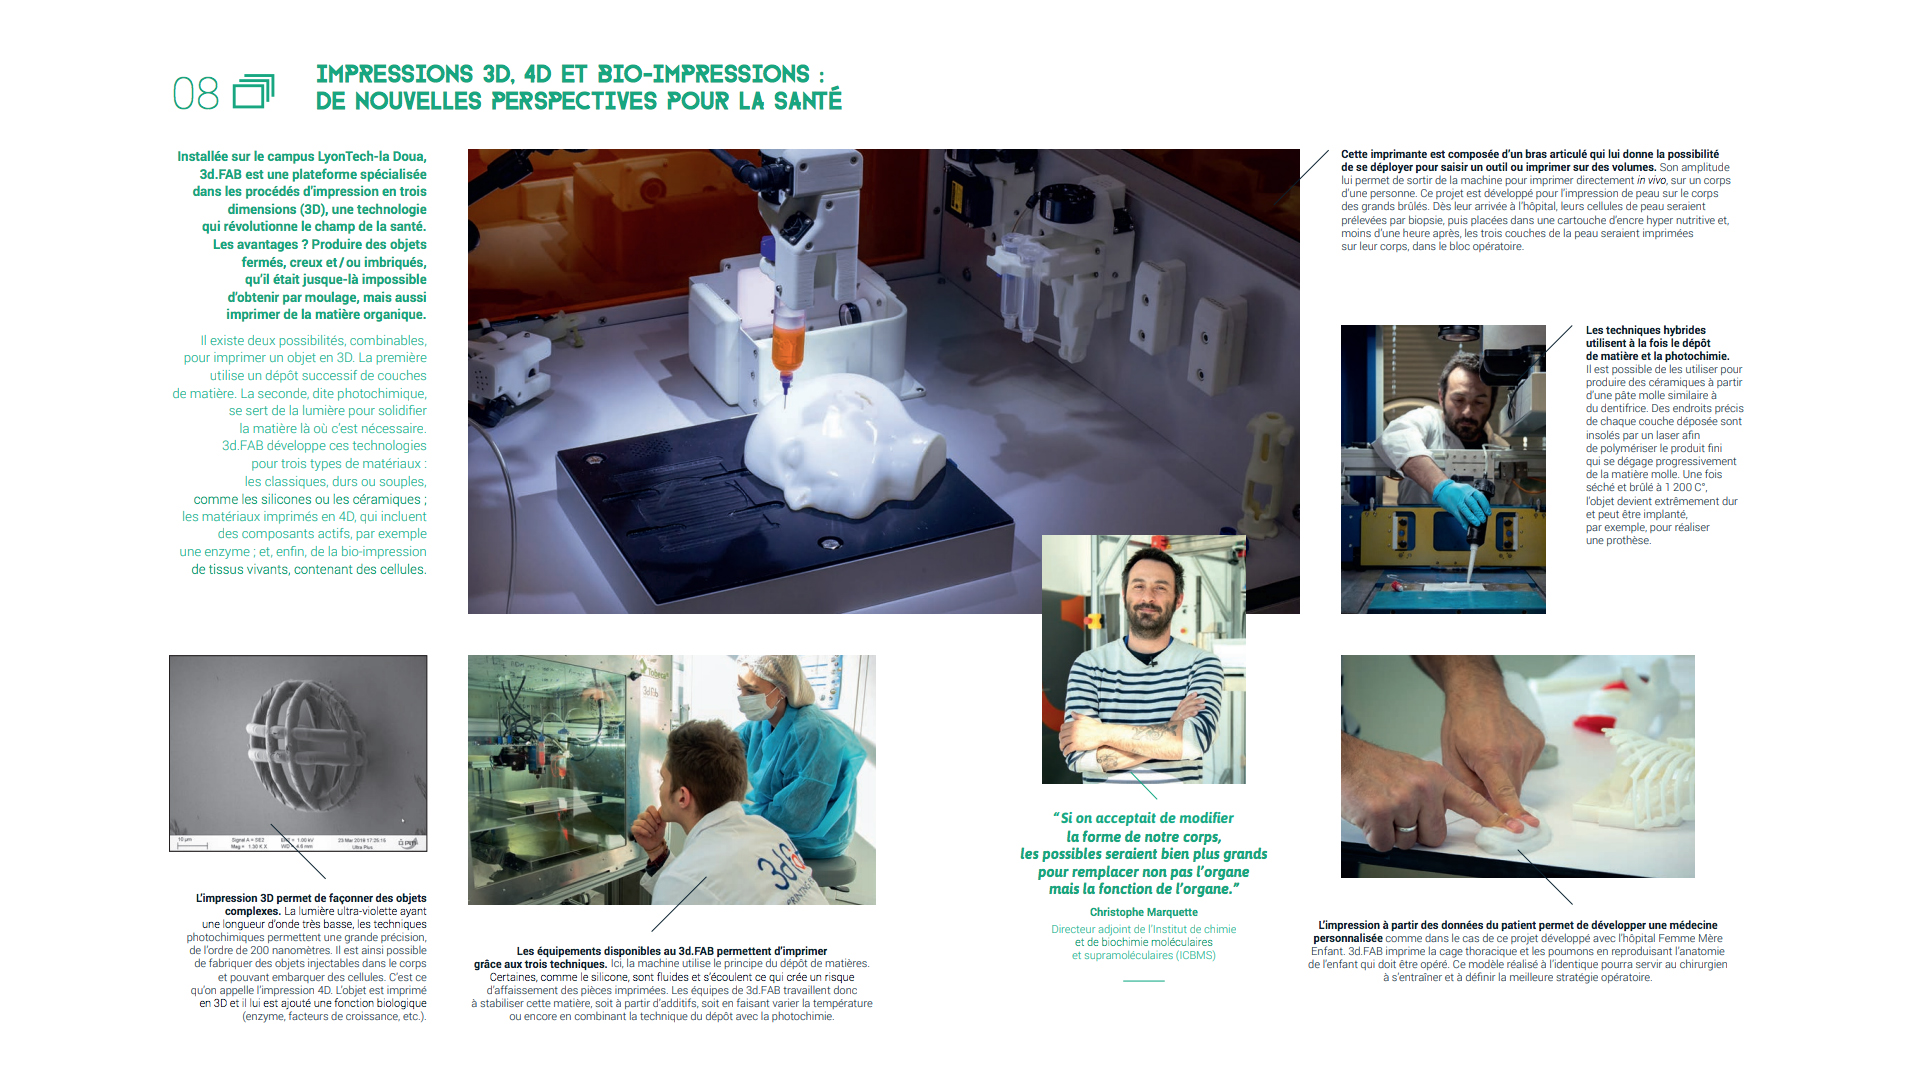 08
IMPRESSIONS 3D, 4D ET BIO-IMPRESSIONS :
DE NOUVELLES PERSPECTIVES POUR LA SANTÉ
Installée sur le campus LyonTech-la Doua,
3d.FAB est une plateforme spécialisée
dans les procédés d'impression en trois
dimensions (3D), une technologie
qui révolutionne le champ de la santé.
Les avantages ? Produire des objets
fermés, creux et/ou imbriqués,
qu'il était jusque-là impossible
d'obtenir par moulage, mais aussi
imprimer de la matière organique.
Il existe deux possibilités, combinables,
pour imprimer un objet en 3D. La première
utilise un dépôt successif de couches
de matière. La seconde, dite photochimique,
se sert de la lumière pour solidifier
la matière là où c'est nécessaire.
3d.FAB développe ces technologies
pour trois types de matériaux :
les classiques, durs ou souples,
comme les silicones ou les céramiques ;
les matériaux imprimés en 4D, qui incluent
des composants actifs, par exemple
une enzyme ; et, enfin, de la bio-impression
de tissus vivants, contenant des cellules.
Cette imprimante est composée d'un bras articulé qui lui donne la possibilité
de se déployer pour saisir un outil ou imprimer sur des volumes. Son amplitude
lui permet de sortir de la machine pour imprimer directement in vivo, sur un corps
d'une personne. Ce projet est développé pour l'impression de peau sur le corps
des grands brûlés. Dès leur arrivée à l'hôpital, leurs cellules de peau seraient
prélevées par biopsie, puis placées dans une cartouche d'encre hyper nutritive et,
moins d'une heure après, les trois couches de la peau seraient imprimées
sur leur corps, dans le bloc opératoire.
Les techniques hybrides
utilisent à la fois le dépôt
de matière et la photochimie.
Il est possible de les utiliser pour
produire des céramiques à partir
d'une pâte molle similaire à
du dentifrice. Des endroits précis
de chaque couche déposée sont
insolés par un laser afin
de polymériser le produit fini
qui se dégage progressivement
de la matière molle. Une fois
séché et brûlé à 1 200 C°,
l'objet devient extrêmement dur
et peut être implanté,
par exemple, pour réaliser
une prothèse.
10 µm
Signal A = SE2
Mag = 1.30 K X
23 Mar 2018 17:25:15
Ultra Plus
L'impression 3D permet de façonner des objets
complexes. La lumière ultra-violette ayant
une longueur d'onde très basse, les techniques
photochimiques permettent une grande précision,
de l'ordre de 200 nanomètres. Il est ainsi possible
de fabriquer des objets injectables dans le corps
et pouvant embarquer des cellules. C'est ce
qu'on appelle l'impression 4D. L'objet est imprimé
en 3D et il lui est ajouté une fonction biologique
(enzyme, facteurs de croissance, etc.).
3dFab
Les équipements disponibles au 3d.FAB permettent d'imprimer
grâce aux trois techniques. Ici, la machine utilise le principe du dépôt de matières.
Certaines, comme le silicone, sont fluides et s'écoulent ce qui crée un risque
d'affaissement des pièces imprimées. Les équipes de 3d.FAB travaillent donc
à stabiliser cette matière, soit à partir d'additifs, soit en faisant varier la température
ou encore en combinant la technique du dépôt avec la photochimie.
“Si on acceptait de modifier
la forme de notre corps,
les possibles seraient bien plus grands
pour remplacer non pas l'organe
mais la fonction de l'organe.”
Christophe Marquette
Directeur adjoint de l'Institut de chimie
et de biochimie moléculaires
et supramoléculaires (ICBMS)
L'impression à partir des données du patient permet de développer une médecine
personnalisée comme dans le cas de ce projet développé avec l'hôpital Femme Mère
Enfant. 3d.FAB imprime la cage thoracique et les poumons en reproduisant l'anatomie
de l'enfant qui doit être opéré. Ce modèle réalisé à l'identique pourra servir au chirurgien
à s'entraîner et à définir la meilleure stratégie opératoire.